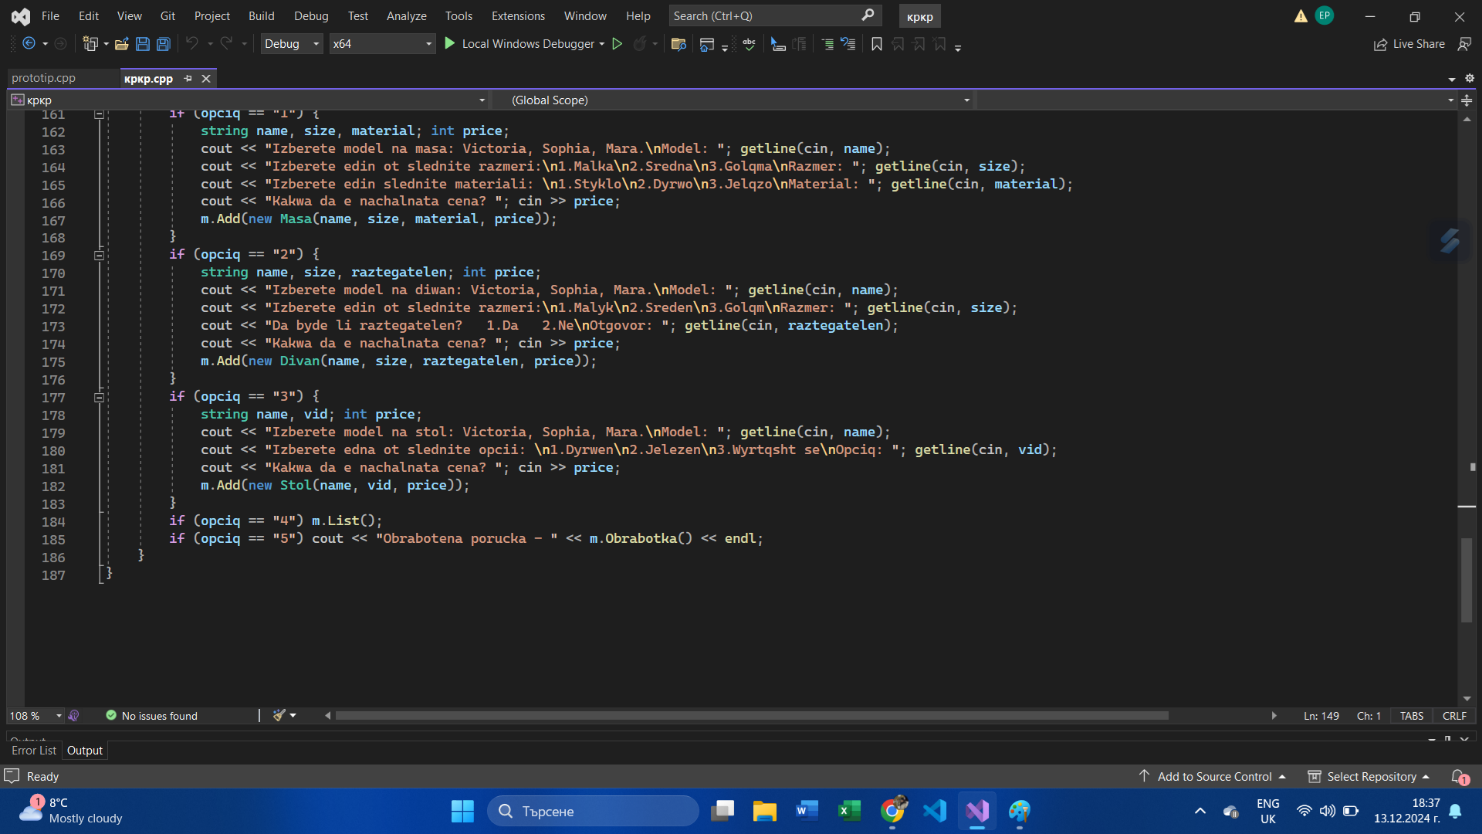 File Edit View Git Project Build Debug Test Analyze Tools Extensions Window Help Search (Ctrl+Q) кркр EP
Debug x64 Local Windows Debugger Live Share
prototip.cpp кркр.cpp
кркр (Global Scope)
161 if (opciq == "1") {
162 string name, size, material; int price;
163 cout << "Izberete model na masa: Victoria, Sophia, Mara.\nModel: "; getline(cin, name);
164 cout << "Izberete edin ot slednite razmeri:\n1.Malka\n2.Sredna\n3.Golqma\nRazmer: "; getline(cin, size);
165 cout << "Izberete edin slednite materiali: \n1.Styklo\n2.Dyrwo\n3.Jelqzo\nMaterial: "; getline(cin, material);
166 cout << "Kakwa da e nachalnata cena? "; cin >> price;
167 m.Add(new Masa(name, size, material, price));
168 }
169 if (opciq == "2") {
170 string name, size, raztegatelen; int price;
171 cout << "Izberete model na diwan: Victoria, Sophia, Mara.\nModel: "; getline(cin, name);
172 cout << "Izberete edin ot slednite razmeri:\n1.Malyk\n2.Sreden\n3.Golqm\nRazmer: "; getline(cin, size);
173 cout << "Da byde li raztegatelen?   1.Da   2.Ne\nOtgovor: "; getline(cin, raztegatelen);
174 cout << "Kakwa da e nachalnata cena? "; cin >> price;
175 m.Add(new Divan(name, size, raztegatelen, price));
176 }
177 if (opciq == "3") {
178 string name, vid; int price;
179 cout << "Izberete model na stol: Victoria, Sophia, Mara.\nModel: "; getline(cin, name);
180 cout << "Izberete edna ot slednite opcii: \n1.Dyrwen\n2.Jelezen\n3.Wyrtqsht se\nOpciq: "; getline(cin, vid);
181 cout << "Kakwa da e nachalnata cena? "; cin >> price;
182 m.Add(new Stol(name, vid, price));
183 }
184 if (opciq == "4") m.List();
185 if (opciq == "5") cout << "Obrabotena porucka - " << m.Obrabotka() << endl;
186 }
187 }
108 % No issues found Ln: 149 Ch: 1 TABS CRLF
Output
Error List Output
Ready Add to Source Control Select Repository 1
1 8°C ENG 18:37
Mostly cloudy Търсене UK 13.12.2024 г.